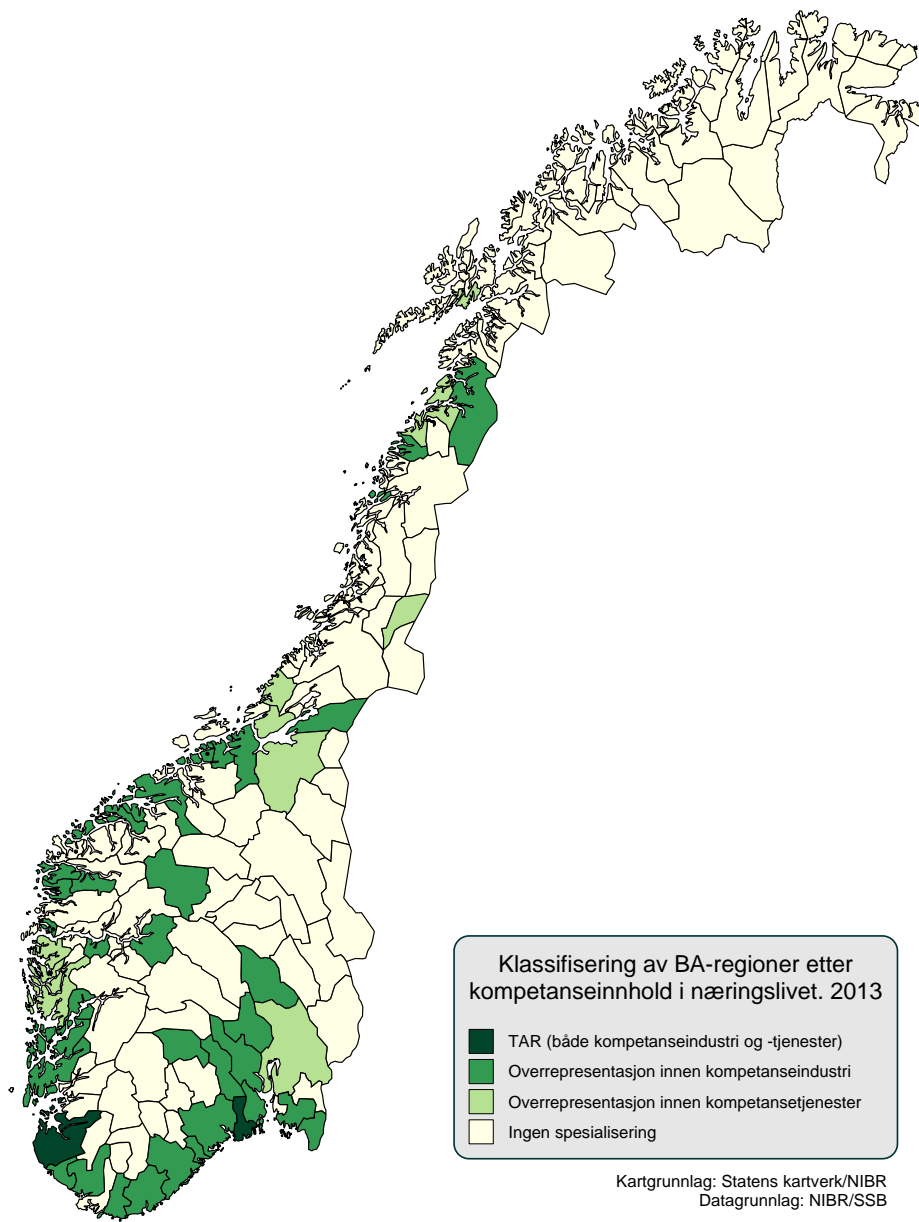 Klassifisering av BA-regioner etter
kompetanseinnhold i næringslivet. 2013
TAR (både kompetanseindustri og -tjenester)
Overrepresentasjon innen kompetanseindustri
Overrepresentasjon innen kompetansetjenester
Ingen spesialisering
Kartgrunnlag: Statens kartverk/NIBR
Datagrunnlag: NIBR/SSB